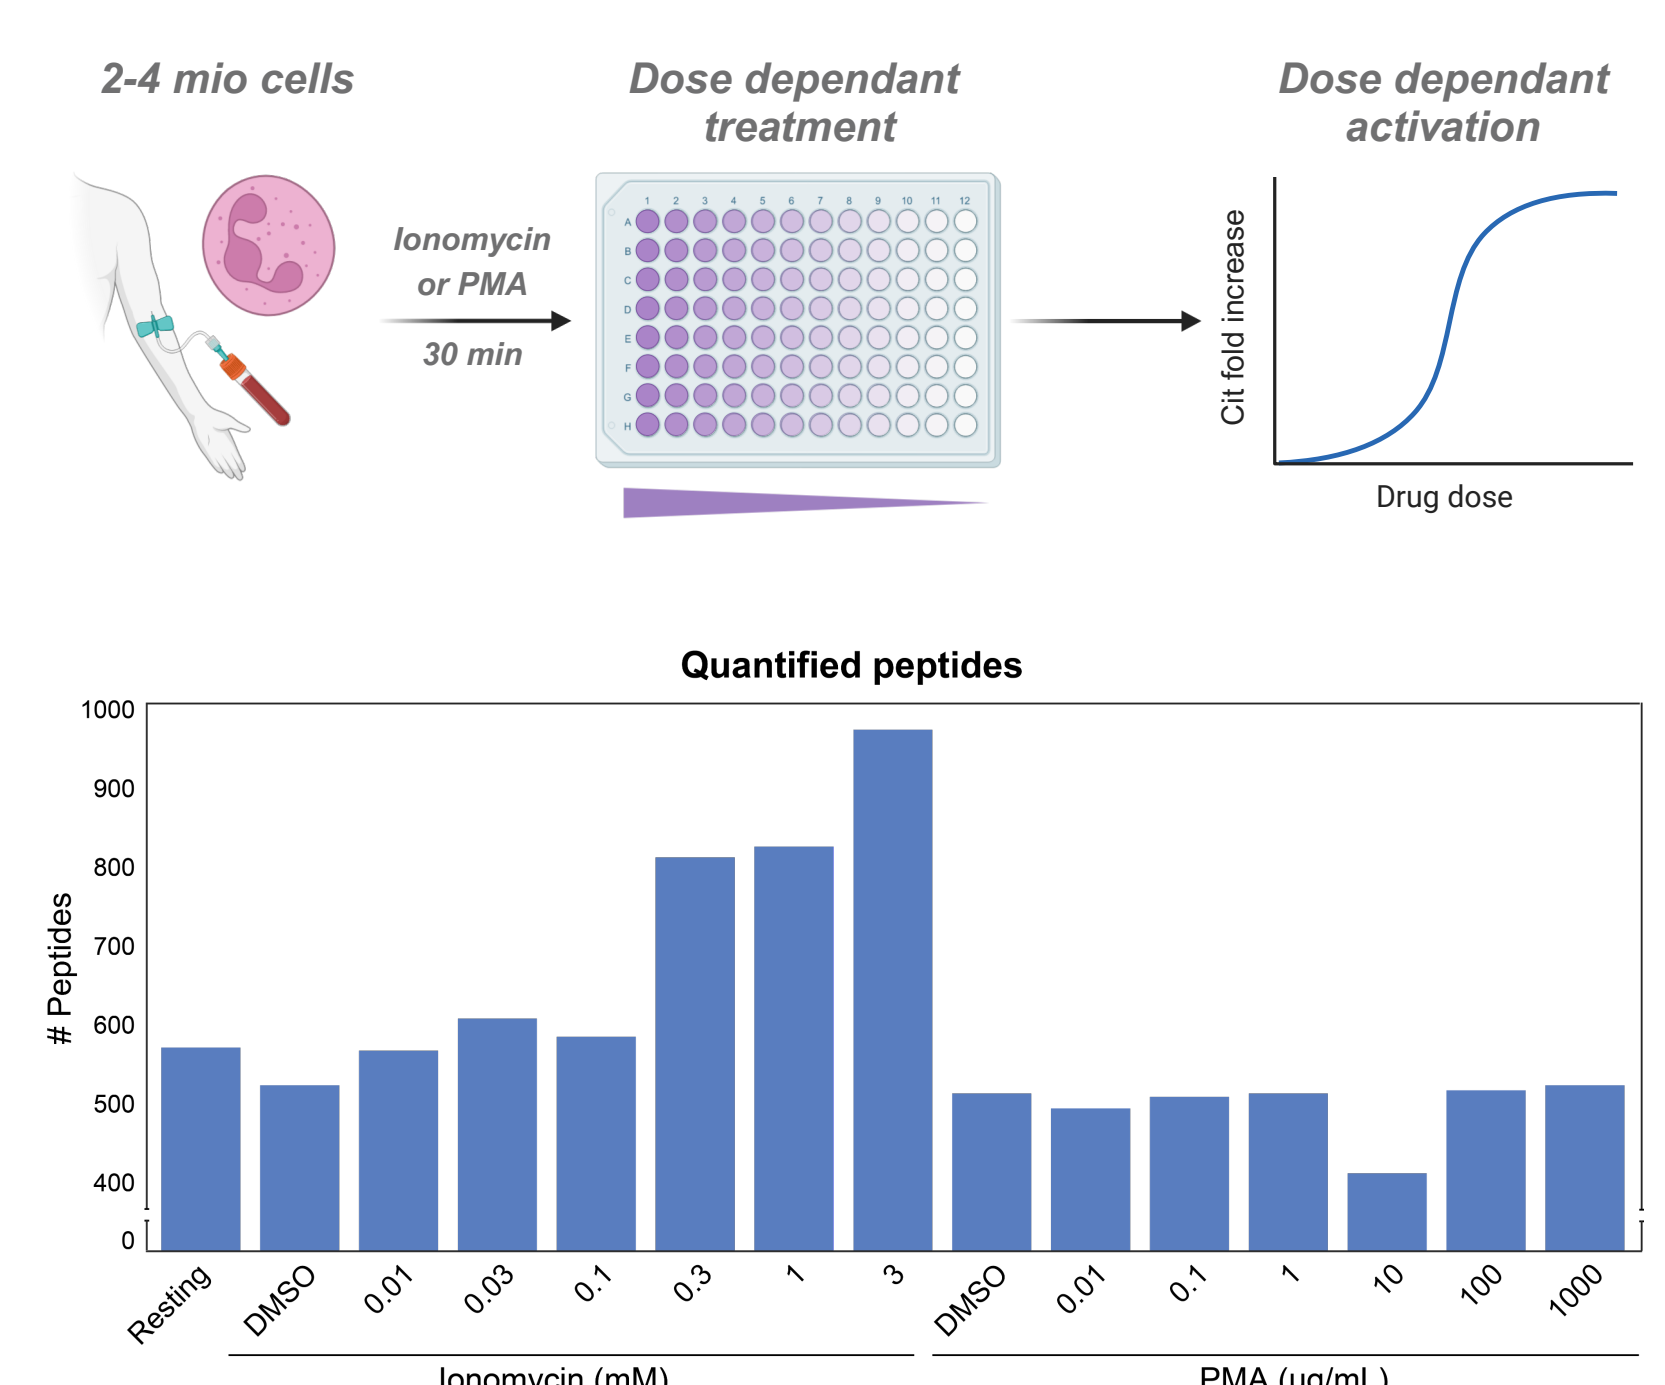 2-4 mio cells
Dose dependant
treatment
Dose dependant
activation
Ionomycin
or PMA
30 min
1 2 3 4 5 6 7 8 9 10 11 12
A
B
C
D
E
F
G
H
Cit fold increase
Drug dose
Quantified peptides
# Peptides
1000
900
800
700
600
500
400
0
Resting DMSO 0.01 0.03 0.1 0.3 1 3 DMSO 0.01 0.1 1 10 100 1000
Ionomycin (mM) PMA (ug/mL)